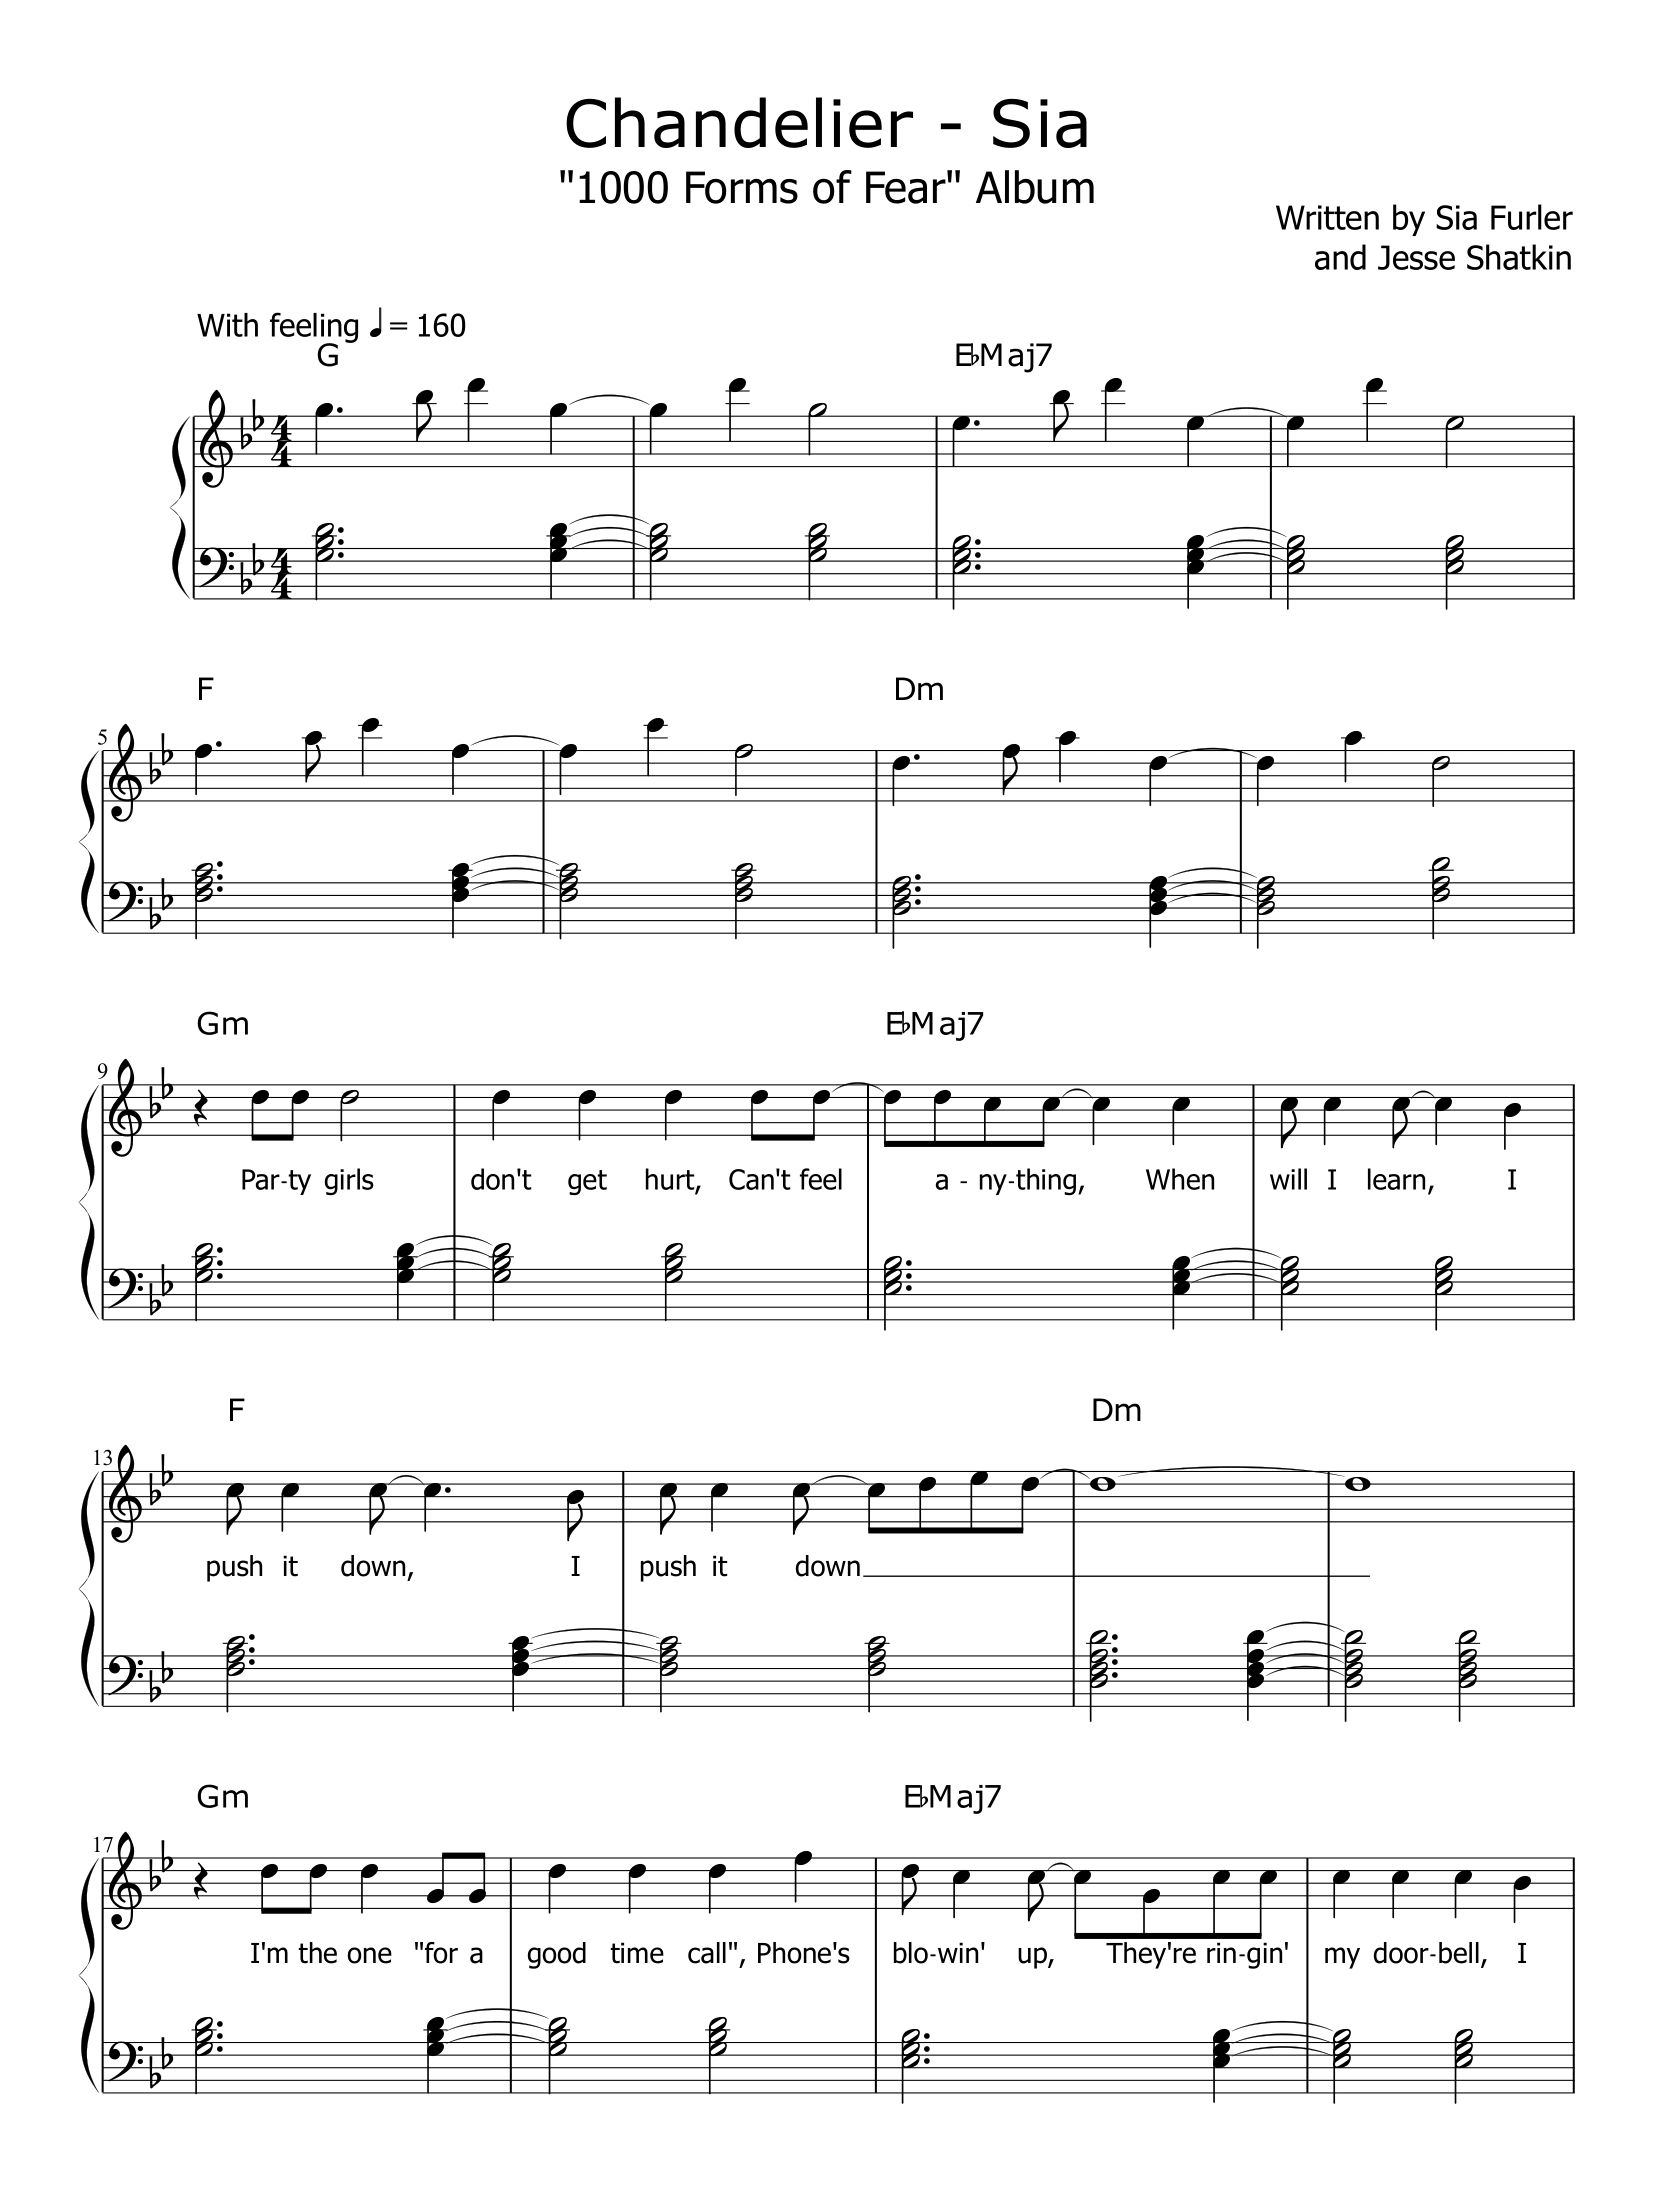 Chandelier - Sia
"1000 Forms of Fear" Album
Written by Sia Furler
and Jesse Shatkin
With feeling ♩ = 160
G E♭Maj7
4 4
4 4
F Dm
5
Gm E♭Maj7
9
Par-ty girls don't get hurt, Can't feel a - ny-thing, When will I learn, I
F Dm
13
push it down, I push it down
Gm E♭Maj7
17
I'm the one "for a good time call", Phone's blo-win' up, They're rin-gin' my door-bell, I